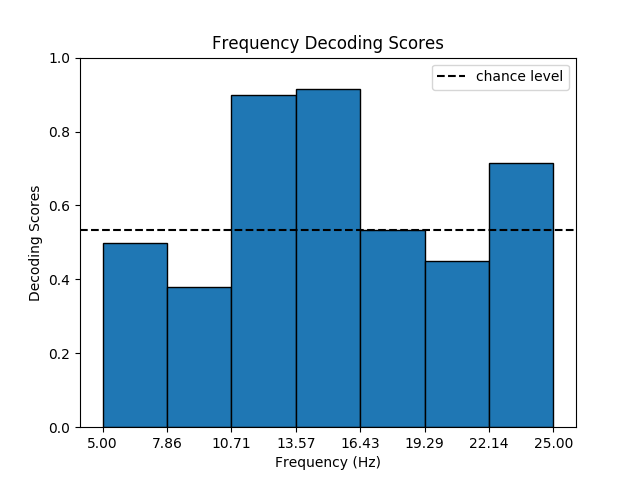 Frequency Decoding Scores
chance level
Decoding Scores
1.0
0.8
0.6
0.4
0.2
0.0
5.00 7.86 10.71 13.57 16.43 19.29 22.14 25.00
Frequency (Hz)